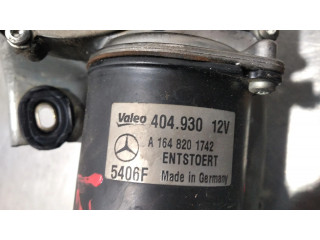 Valeo 404.930 12V
A 164 820 1742
ENTSTOERT
5406F Made in Germany